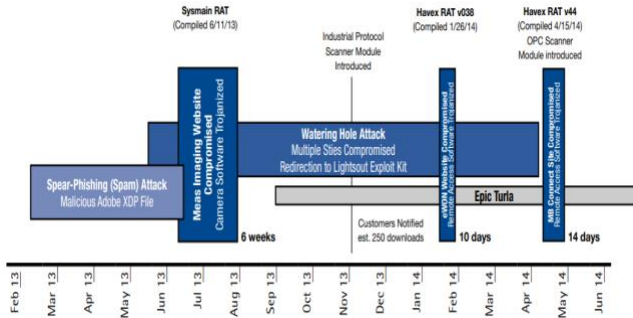 Sysmain RAT
(Compiled 6/11/13)
Industrial Protocol
Scanner Module
Introduced
Havex RAT v038
(Compiled 1/26/14)
Havex RAT v44
(Compiled 4/15/14)
OPC Scanner
Module introduced
Spear-Phishing (Spam) Attack
Malicious Adobe XDP File
Meas Imaging Website
Compromised
Camera Software Trojanized
Watering Hole Attack
Multiple Sties Compromised
Redirection to Lightsout Exploit Kit
eWON Website Compromised
Remote Access Software Trojanized
MB Connect Site Compromised
Remote Access Software Trojanized
Epic Turla
Customers Notified
est. 250 downloads
6 weeks
10 days
14 days
Feb 13
Mar 13
Apr 13
May 13
Jun 13
Jul 13
Aug 13
Sep 13
Oct 13
Nov 13
Dec 13
Jan 14
Feb 14
Mar 14
Apr 14
May 14
Jun 14